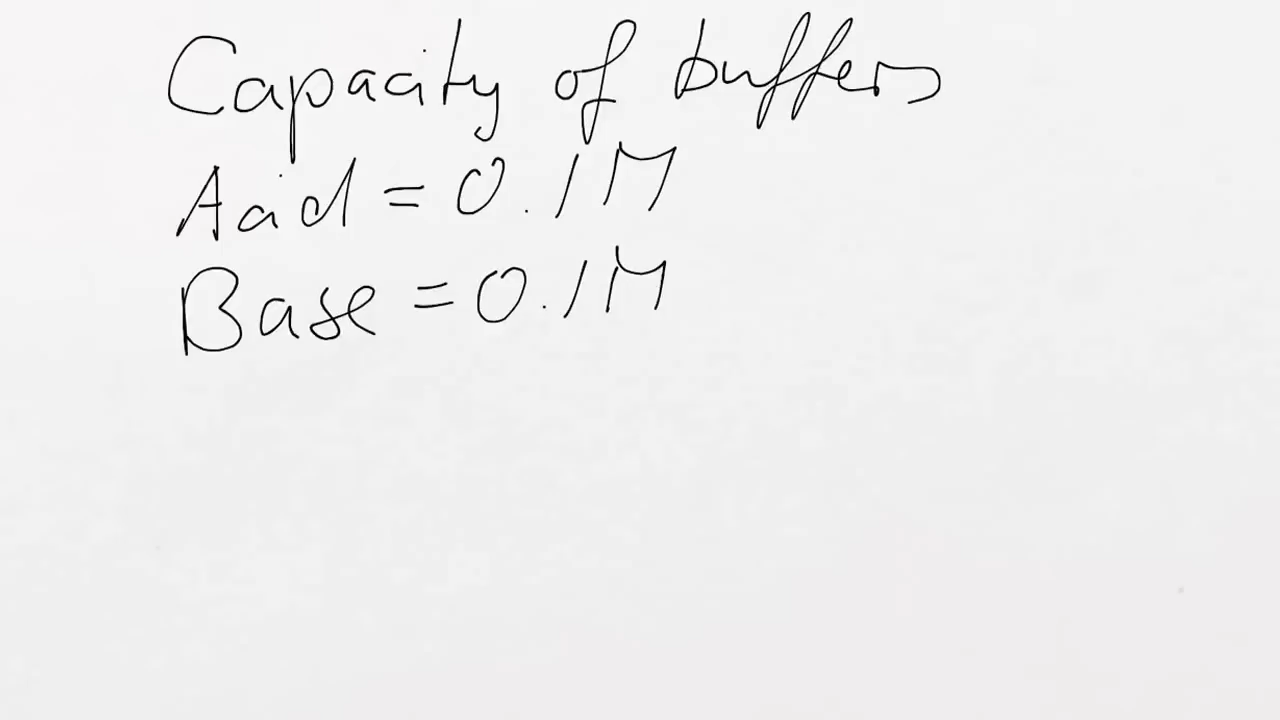 Capacity of buffers
Acid = 0.1M
Base = 0.1M